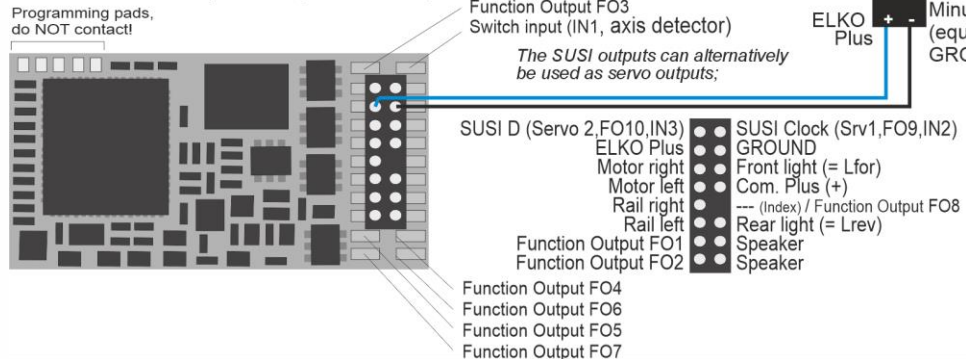 Programming pads,
do NOT contact!
Function Output FO3
Switch input (IN1, axis detector)
The SUSI outputs can alternatively
be used as servo outputs;
ELKO
Plus
+ -
(equ
SUSI D (Servo 2,FO10,IN3)
SUSI Clock (Srv1,FO9,IN2)
ELKO Plus
GROUND
Motor right
Front light (= Lfor)
Motor left
Com. Plus (+)
Rail right
--- (Index) / Function Output FO8
Rail left
Rear light (= Lrev)
Function Output FO1
Speaker
Function Output FO2
Speaker
Function Output FO4
Function Output FO6
Function Output FO5
Function Output FO7